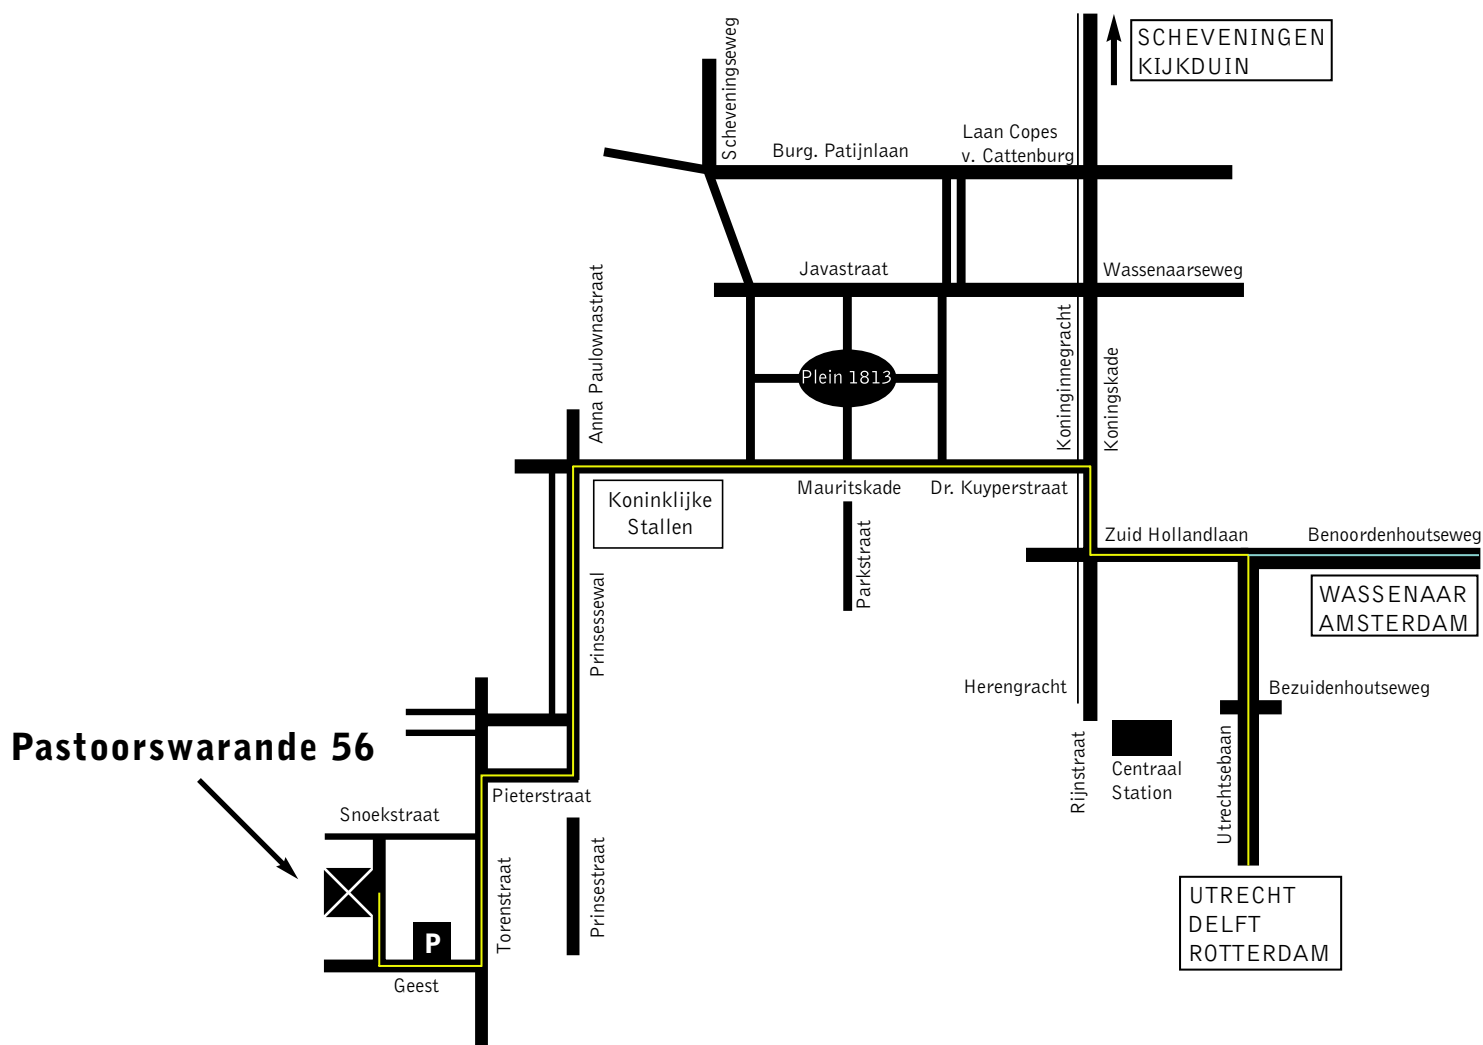 SCHEVENINGEN
KIJKDUIN
Scheveningseweg
Burg. Patijnlaan
Laan Copes
v. Cattenburg
Javastraat
Wassenaarseweg
Anna Paulownastraat
Koninginnegracht
Koningskade
Plein 1813
Koninklijke
Stallen
Mauritskade
Dr. Kuyperstraat
Parkstraat
Zuid Hollandlaan
Benoordenhoutseweg
WASSENAAR
AMSTERDAM
Prinsessewal
Herengracht
Bezuidenhoutseweg
Pastoorswarande 56
Rijnstraat
Centraal
Station
Utrechtsebaan
Pieterstraat
Snoekstraat
Torenstraat
Prinsestraat
P
Geest
UTRECHT
DELFT
ROTTERDAM